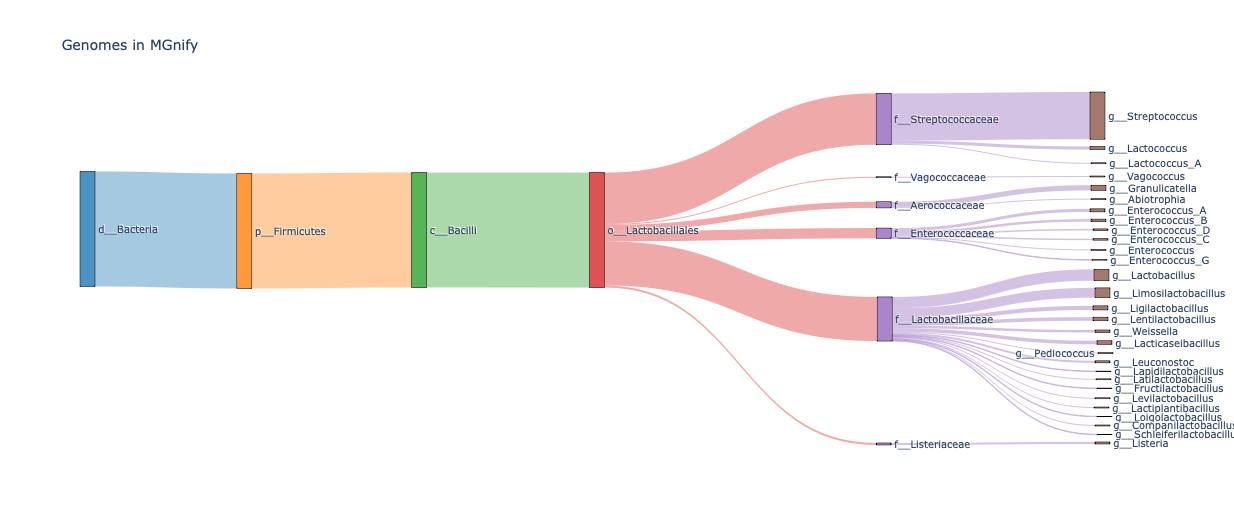 Genomes in MGnify
d__Bacteria
p__Firmicutes
c__Bacilli
o__Lactobacillales
f__Streptococcaceae
f__Vagococcaceae
f__Aerococcaceae
f__Enterococcaceae
f__Lactobacillaceae
f__Listeriaceae
g__Streptococcus
g__Lactococcus
g__Lactococcus_A
g__Vagococcus
g__Granulicatella
g__Abiotrophia
g__Enterococcus_A
g__Enterococcus_B
g__Enterococcus_D
g__Enterococcus_C
g__Enterococcus
g__Enterococcus_G
g__Lactobacillus
g__Limosilactobacillus
g__Ligilactobacillus
g__Lentilactobacillus
g__Weissella
g__Lacticaseibacillus
g__Pediococcus
g__Leuconostoc
g__Lapidilactobacillus
g__Latilactobacillus
g__Fructilactobacillus
g__Levilactobacillus
g__Lactiplantibacillus
g__Loigolactobacillus
g__Companilactobacillus
g__Schleiferilactobacillu
g__Listeria